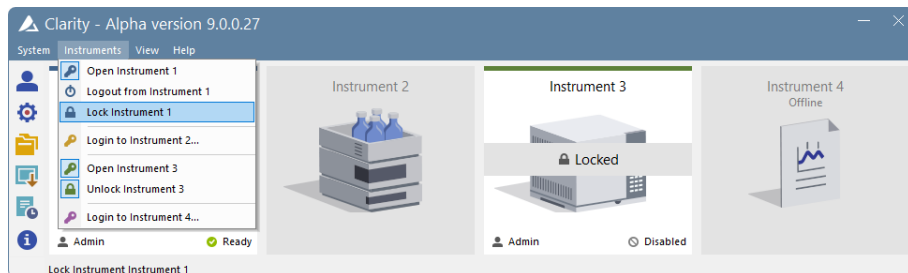 Clarity - Alpha version 9.0.0.27
System Instruments View Help
Open Instrument 1
Logout from Instrument 1
Lock Instrument 1
Login to Instrument 2...
Open Instrument 3
Unlock Instrument 3
Login to Instrument 4...
Admin Ready
Instrument 2
Instrument 3
Locked
Admin Disabled
Instrument 4
Offline
Lock Instrument Instrument 1